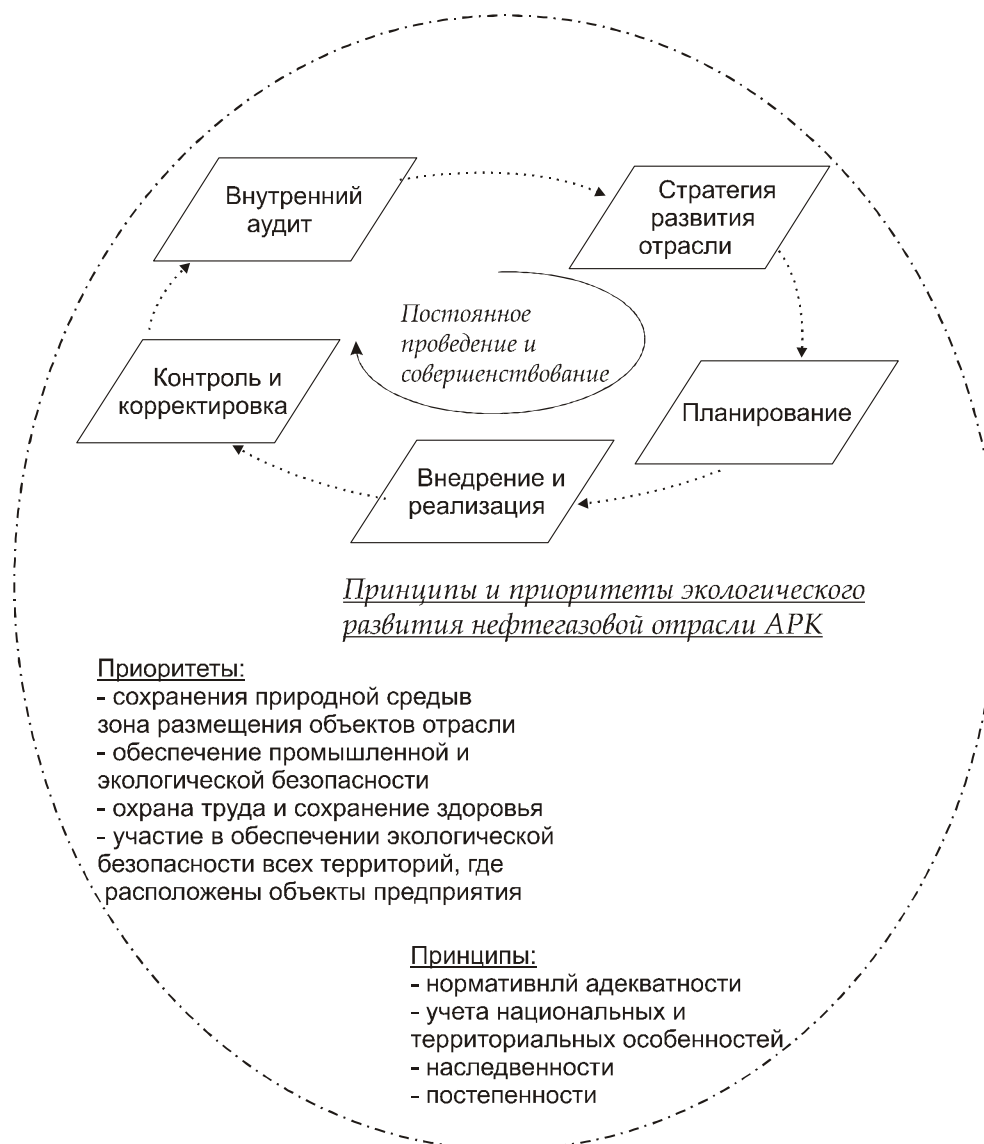 Внутренний
аудит
Стратегия
развития
отрасли
Постоянное
проведение и
совершенствование
Контроль и
корректировка
Планирование
Внедрение и
реализация
Принципы и приоритеты экологического
развития нефтегазовой отрасли АРК
Приоритеты:
- сохранения природной средыв
зона размещения объектов отрасли
- обеспечение промышленной и
экологической безопасности
- охрана труда и сохранение здоровья
- участие в обеспечении экологической
безопасности всех территорий, где
расположены объекты предприятия
Принципы:
- нормативнлй адекватности
- учета национальных и
территориальных особенностей
- наследвенности
- постепенности